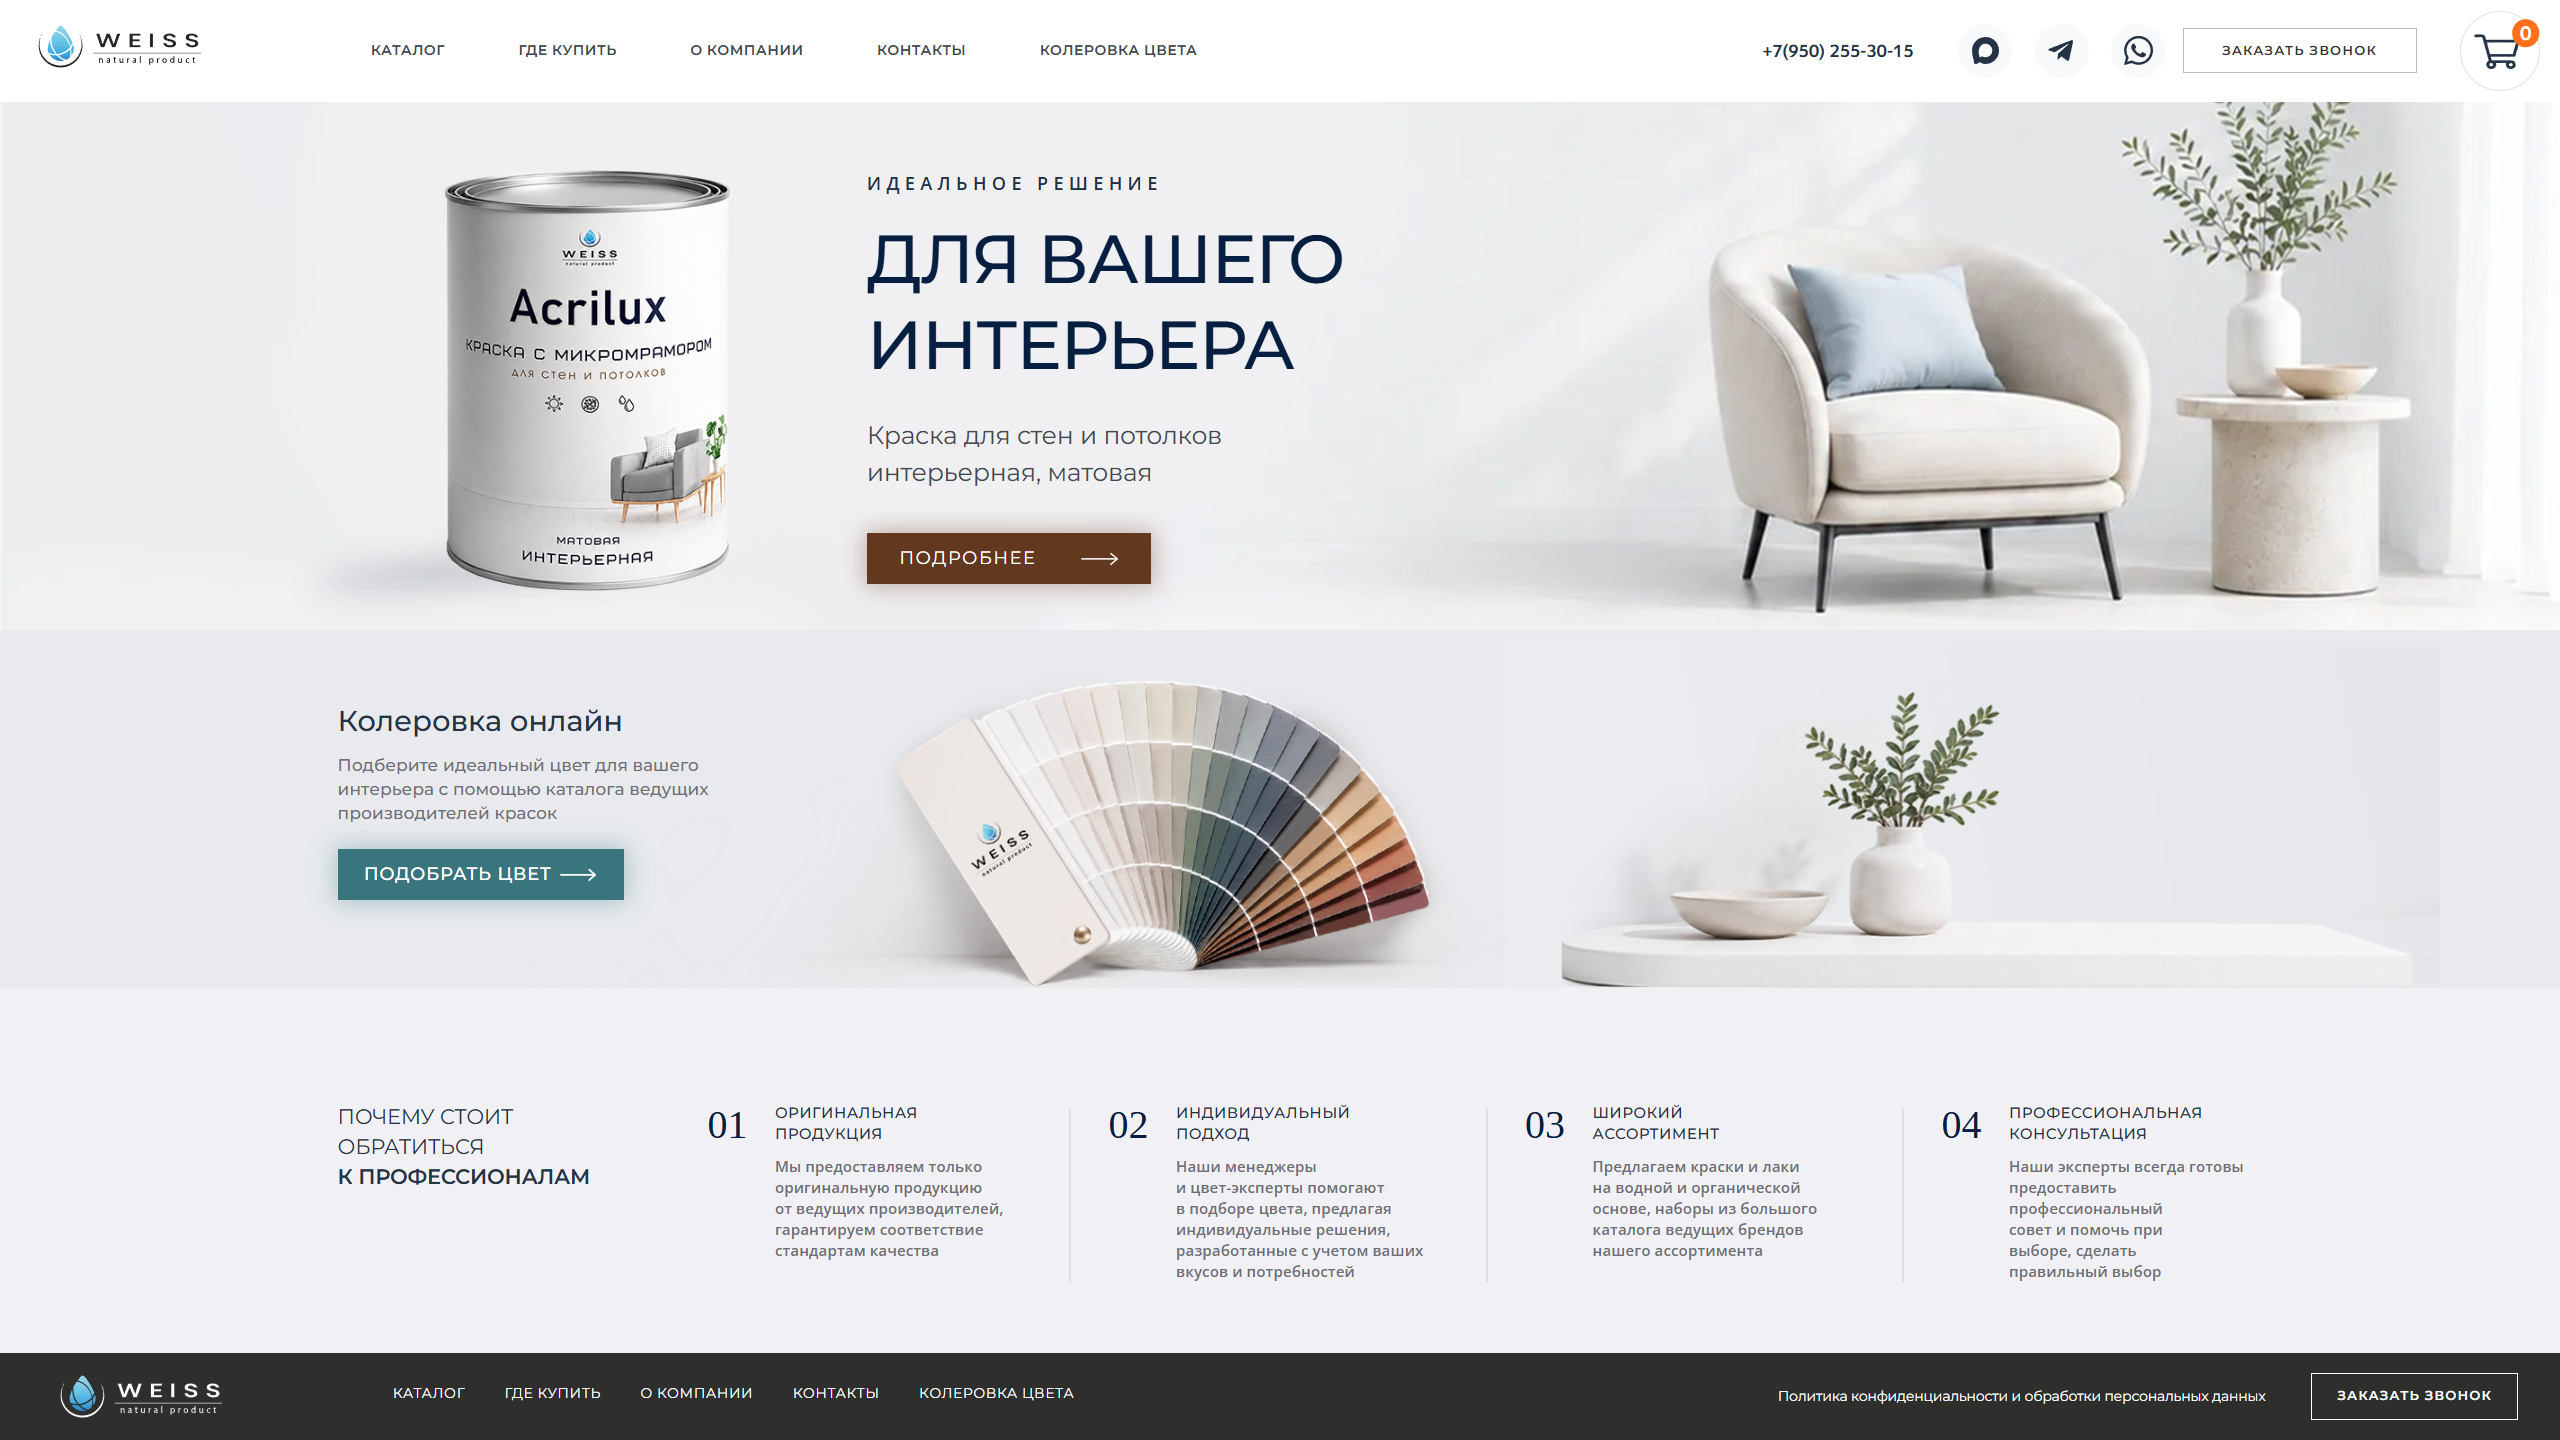 WEISS
natural product
КАТАЛОГ
ГДЕ КУПИТЬ
О КОМПАНИИ
КОНТАКТЫ
КОЛЕРОВКА ЦВЕТА
+7(950) 255-30-15
ЗАКАЗАТЬ ЗВОНОК
0
WEISS
natural product
Acrilux
КРАСКА С МИКРОМРАМОРОМ
ДЛЯ СТЕН И ПОТОЛКОВ
МАТОВАЯ
ИНТЕРЬЕРНАЯ
ИДЕАЛЬНОЕ РЕШЕНИЕ
ДЛЯ ВАШЕГО
ИНТЕРЬЕРА
Краска для стен и потолков
интерьерная, матовая
ПОДРОБНЕЕ
Колеровка онлайн
Подберите идеальный цвет для вашего
интерьера с помощью каталога ведущих
производителей красок
ПОДОБРАТЬ ЦВЕТ
WEISS
natural product
ПОЧЕМУ СТОИТ
ОБРАТИТЬСЯ
К ПРОФЕССИОНАЛАМ
01
ОРИГИНАЛЬНАЯ
ПРОДУКЦИЯ
Мы предоставляем только
оригинальную продукцию
от ведущих производителей,
гарантируем соответствие
стандартам качества
02
ИНДИВИДУАЛЬНЫЙ
ПОДХОД
Наши менеджеры
и цвет-эксперты помогают
в подборе цвета, предлагая
индивидуальные решения,
разработанные с учетом ваших
вкусов и потребностей
03
ШИРОКИЙ
АССОРТИМЕНТ
Предлагаем краски и лаки
на водной и органической
основе, наборы из большого
каталога ведущих брендов
нашего ассортимента
04
ПРОФЕССИОНАЛЬНАЯ
КОНСУЛЬТАЦИЯ
Наши эксперты всегда готовы
предоставить
профессиональный
совет и помочь при
выборе, сделать
правильный выбор
WEISS
natural product
КАТАЛОГ
ГДЕ КУПИТЬ
О КОМПАНИИ
КОНТАКТЫ
КОЛЕРОВКА ЦВЕТА
Политика конфиденциальности и обработки персональных данных
ЗАКАЗАТЬ ЗВОНОК